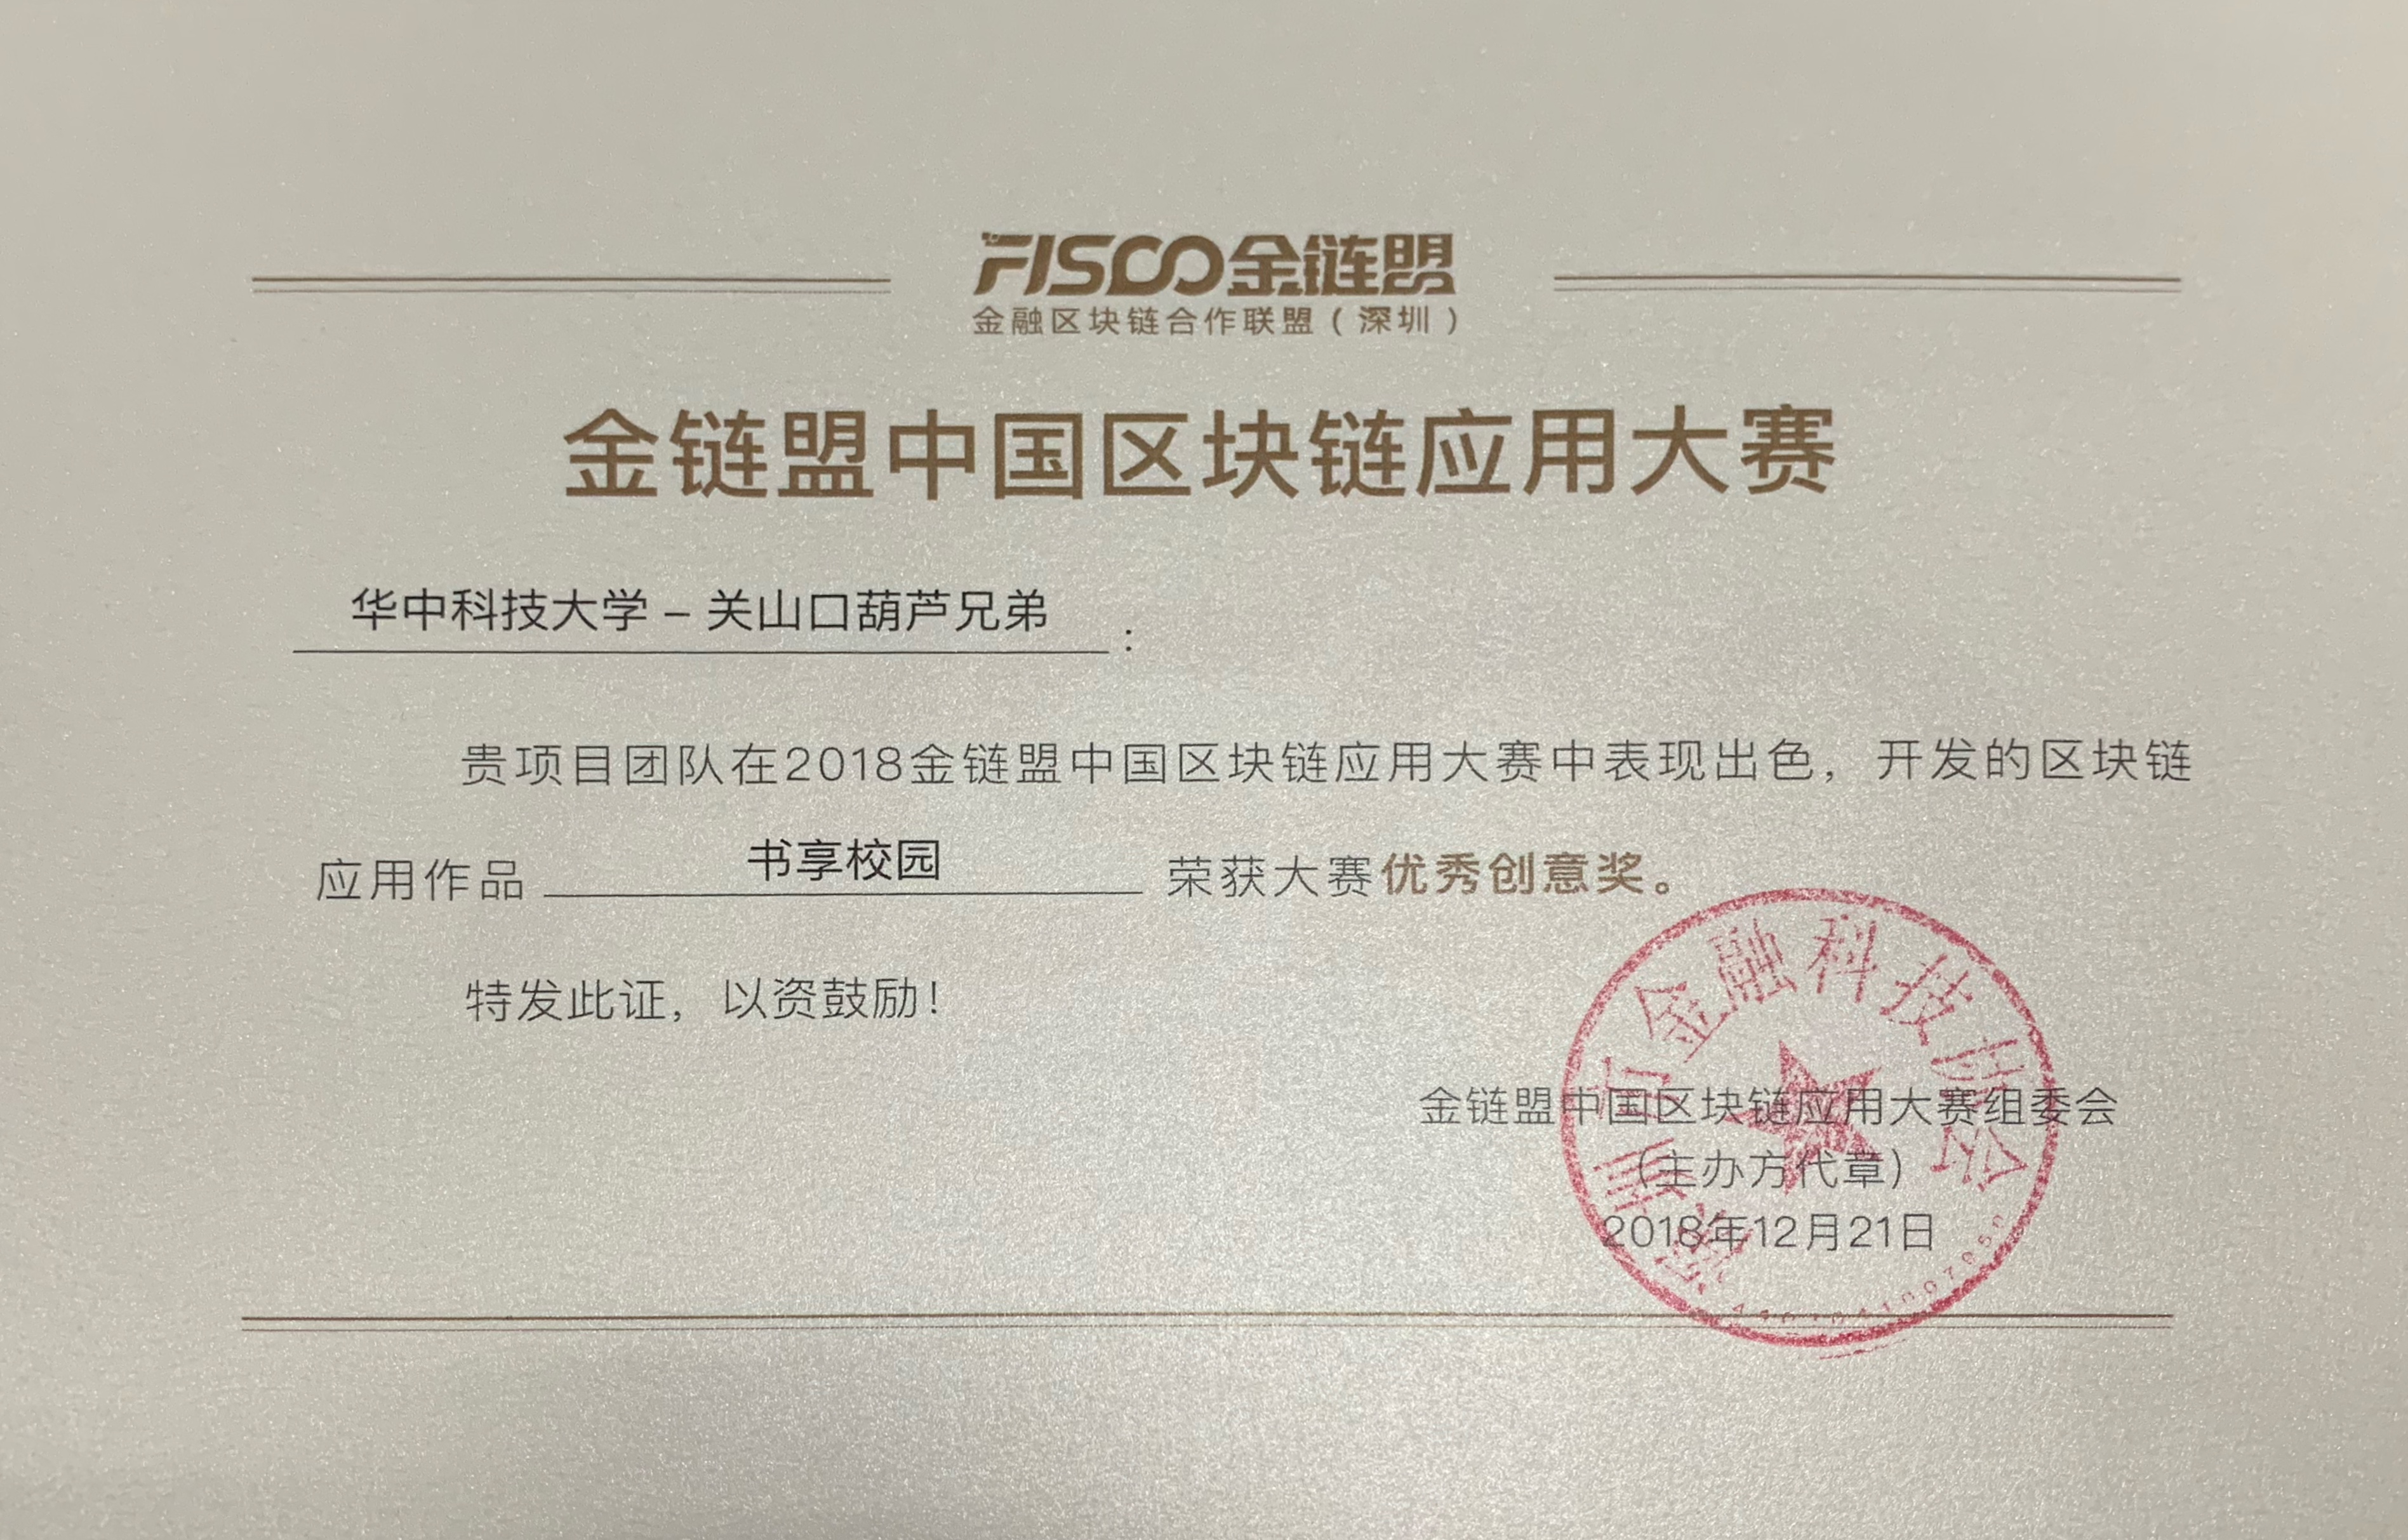 FISCO金链盟
金融区块链合作联盟（深圳）
金链盟中国区块链应用大赛
华中科技大学 – 关山口葫芦兄弟：
贵项目团队在2018金链盟中国区块链应用大赛中表现出色，开发的区块链
应用作品 书享校园 荣获大赛优秀创意奖。
特发此证，以资鼓励！
深圳市金融科技协会
金链盟中国区块链应用大赛组委会
（主办方代章）
2018年12月21日